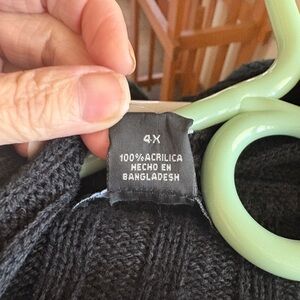 4X
100% ACRILICA
HECHO EN
BANGLADESH